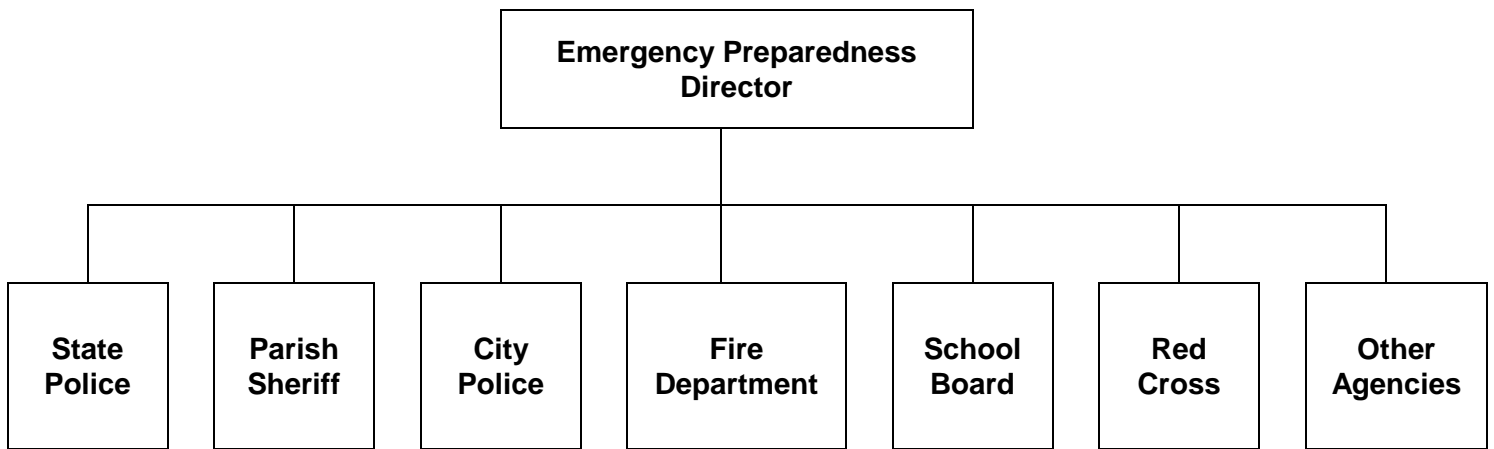 Emergency Preparedness
Director
State
Police
Parish
Sheriff
City
Police
Fire
Department
School
Board
Red
Cross
Other
Agencies